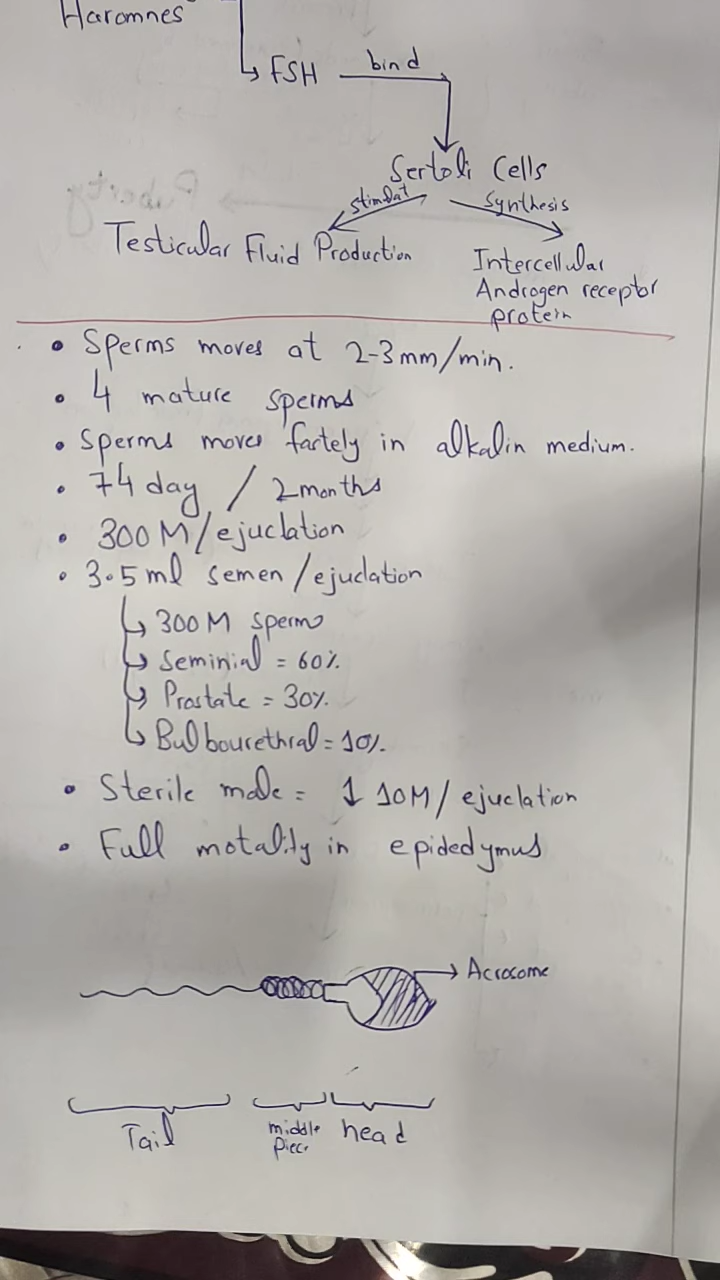 Haromnes
↳ FSH bind
Sertoli Cells
stimulat synthesis
Testicular Fluid Production
Intercellular
Androgen receptor
protein
• Sperms moves at 2-3mm/min.
• 4 mature sperms
• Sperms moves fastely in alkalin medium.
• 74 day / 2months
• 300 M/ejuclation
• 3.5 ml semen/ejuclation
↳ 300 M sperms
↳ Seminial = 60%.
↳ Prostate = 30%.
↳ Bulbourethral = 10%.
• Sterile male = ↓ 10M/ejuclation
• Full motality in epidedymus
Acrosome
Tail middle piece head